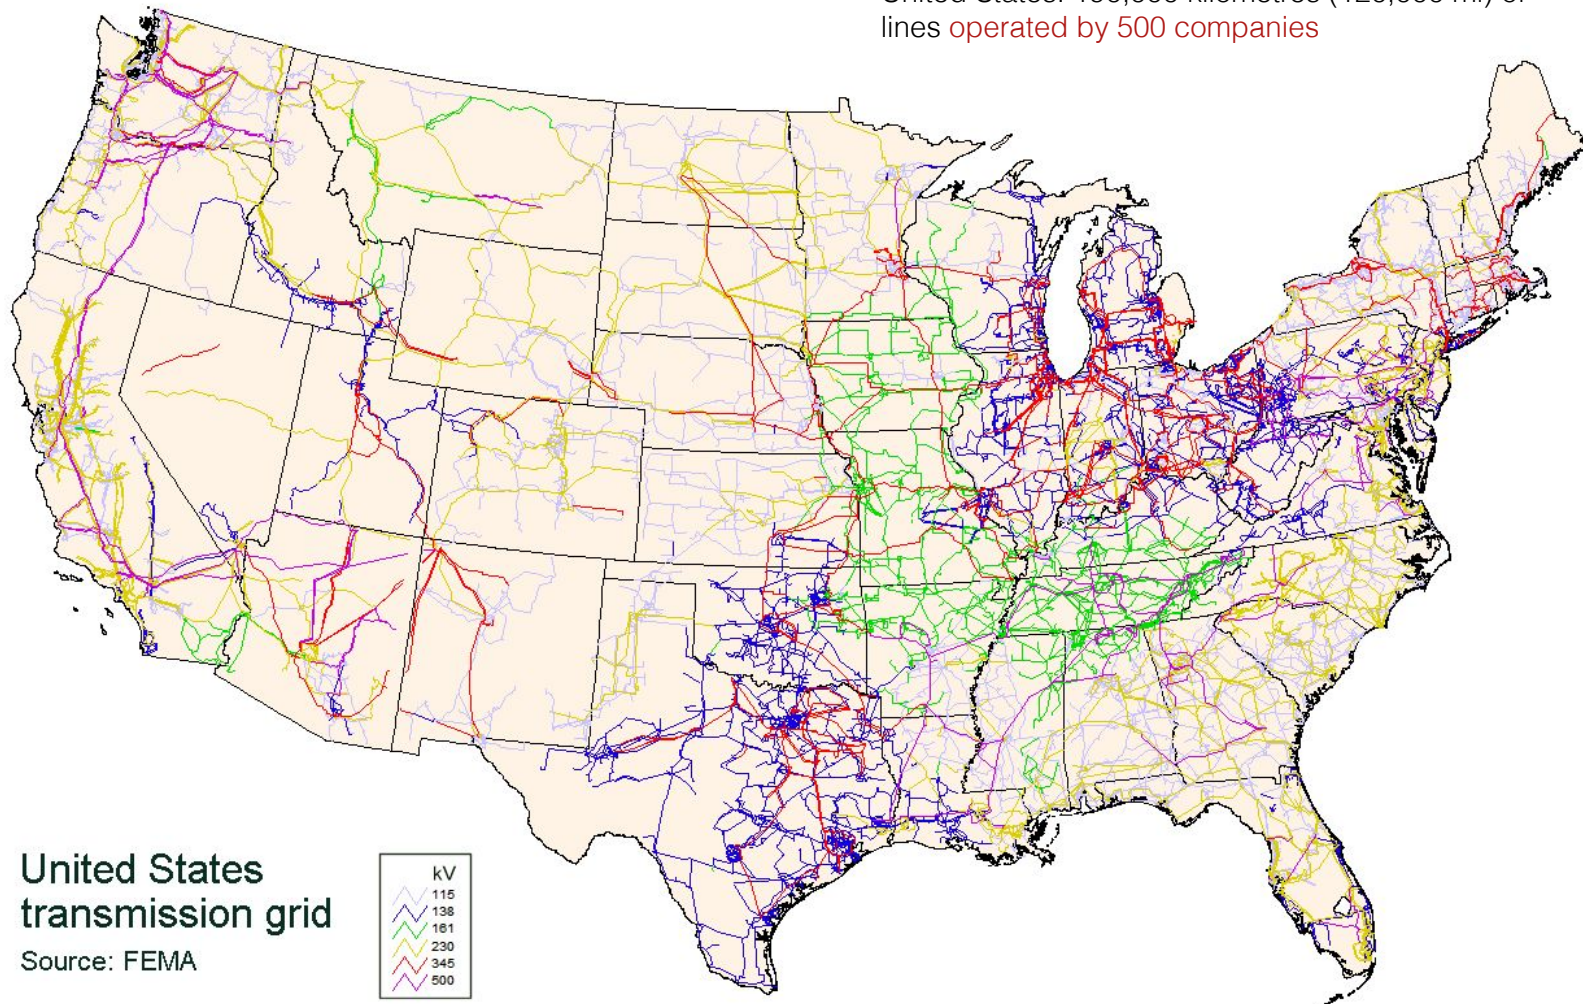 lines operated by 500 companies
United States
transmission grid
Source: FEMA
kV
115
138
161
230
345
500